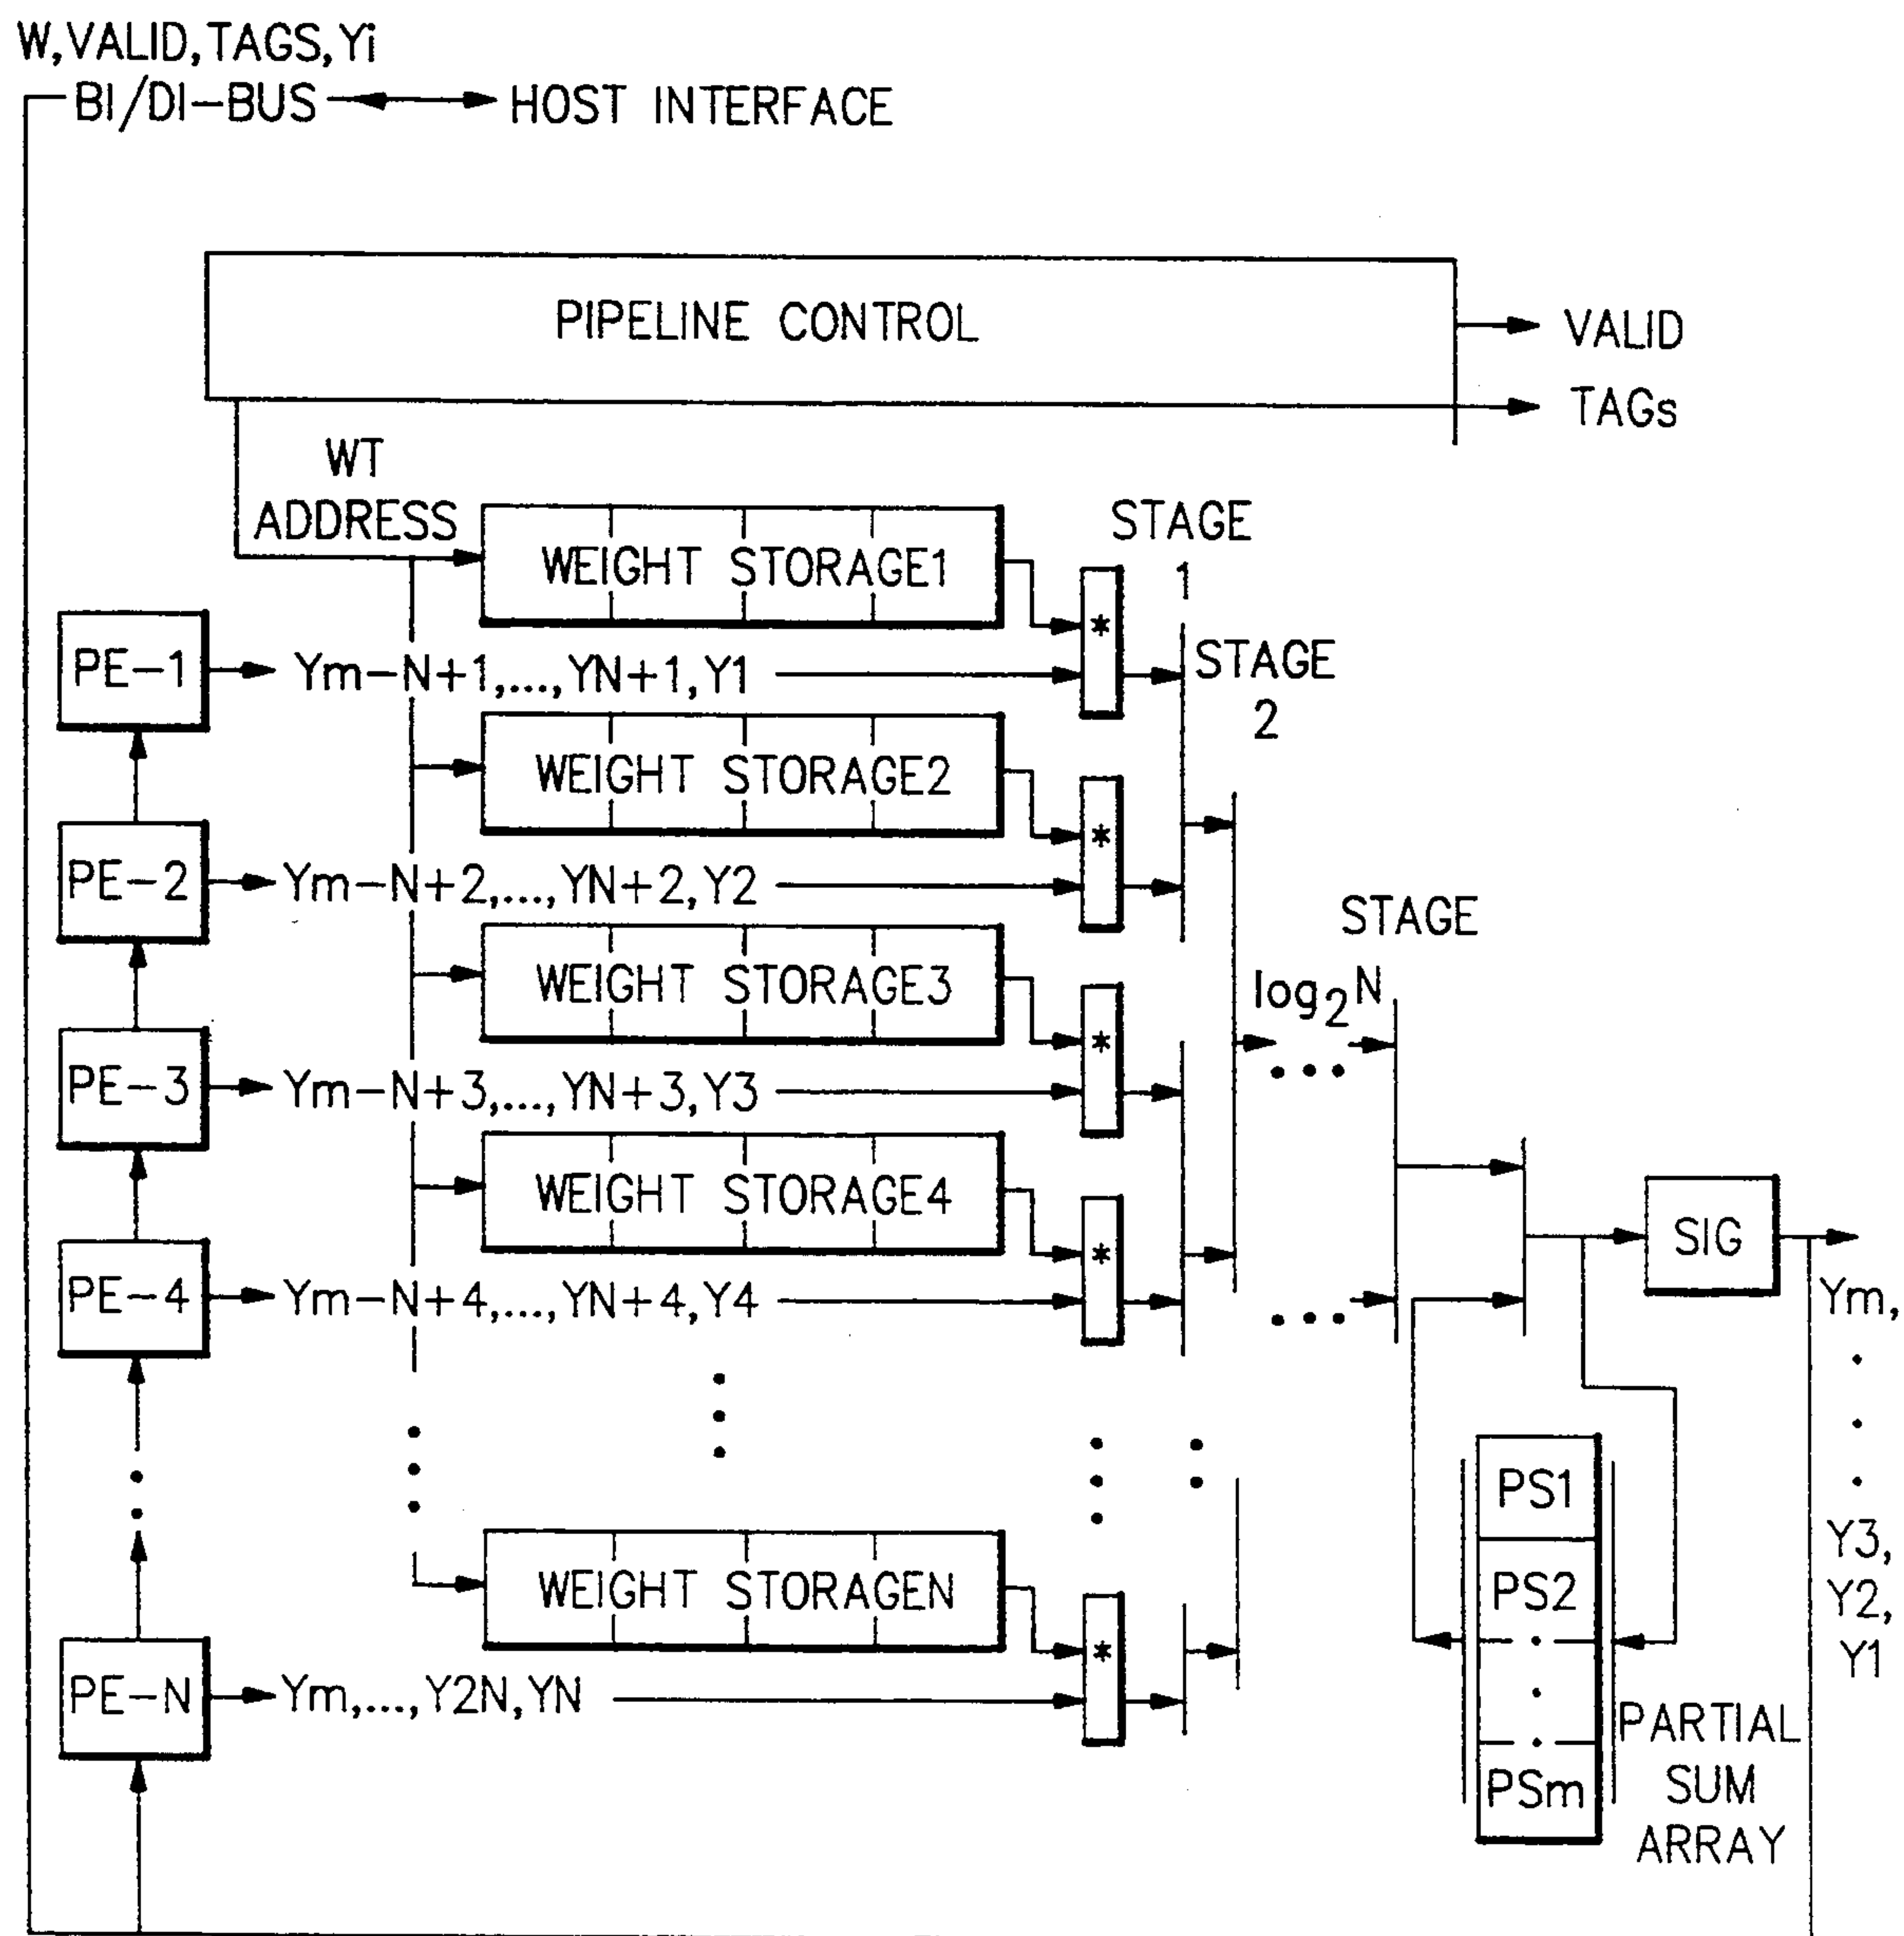 W,VALID,TAGS,Yi
BI/DI-BUS HOST INTERFACE
PIPELINE CONTROL
VALID
TAGs
WT
ADDRESS
WEIGHT STORAGE1
STAGE
1
*
PE-1
Ym-N+1,...,YN+1,Y1
STAGE
2
WEIGHT STORAGE2
*
PE-2
Ym-N+2,...,YN+2,Y2
WEIGHT STORAGE3
*
STAGE
log2N
PE-3
Ym-N+3,...,YN+3,Y3
WEIGHT STORAGE4
*
PE-4
Ym-N+4,...,YN+4,Y4
SIG
Ym,
.
.
.
Y3,
Y2,
Y1
WEIGHT STORAGEN
*
PE-N
Ym,...,Y2N,YN
PS1
PS2
PSm
PARTIAL
SUM
ARRAY